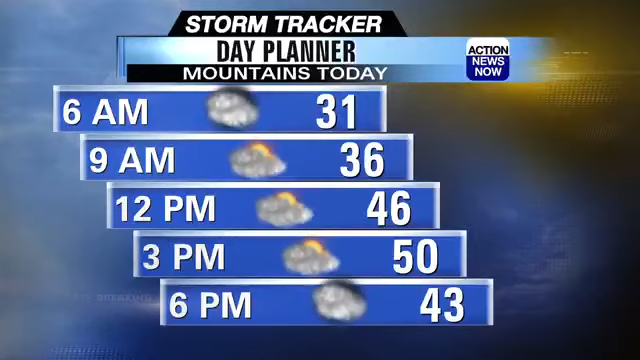 STORM TRACKER
DAY PLANNER
MOUNTAINS TODAY
ACTION
NEWS
NOW
6 AM 31
9 AM 36
12 PM 46
3 PM 50
6 PM 43